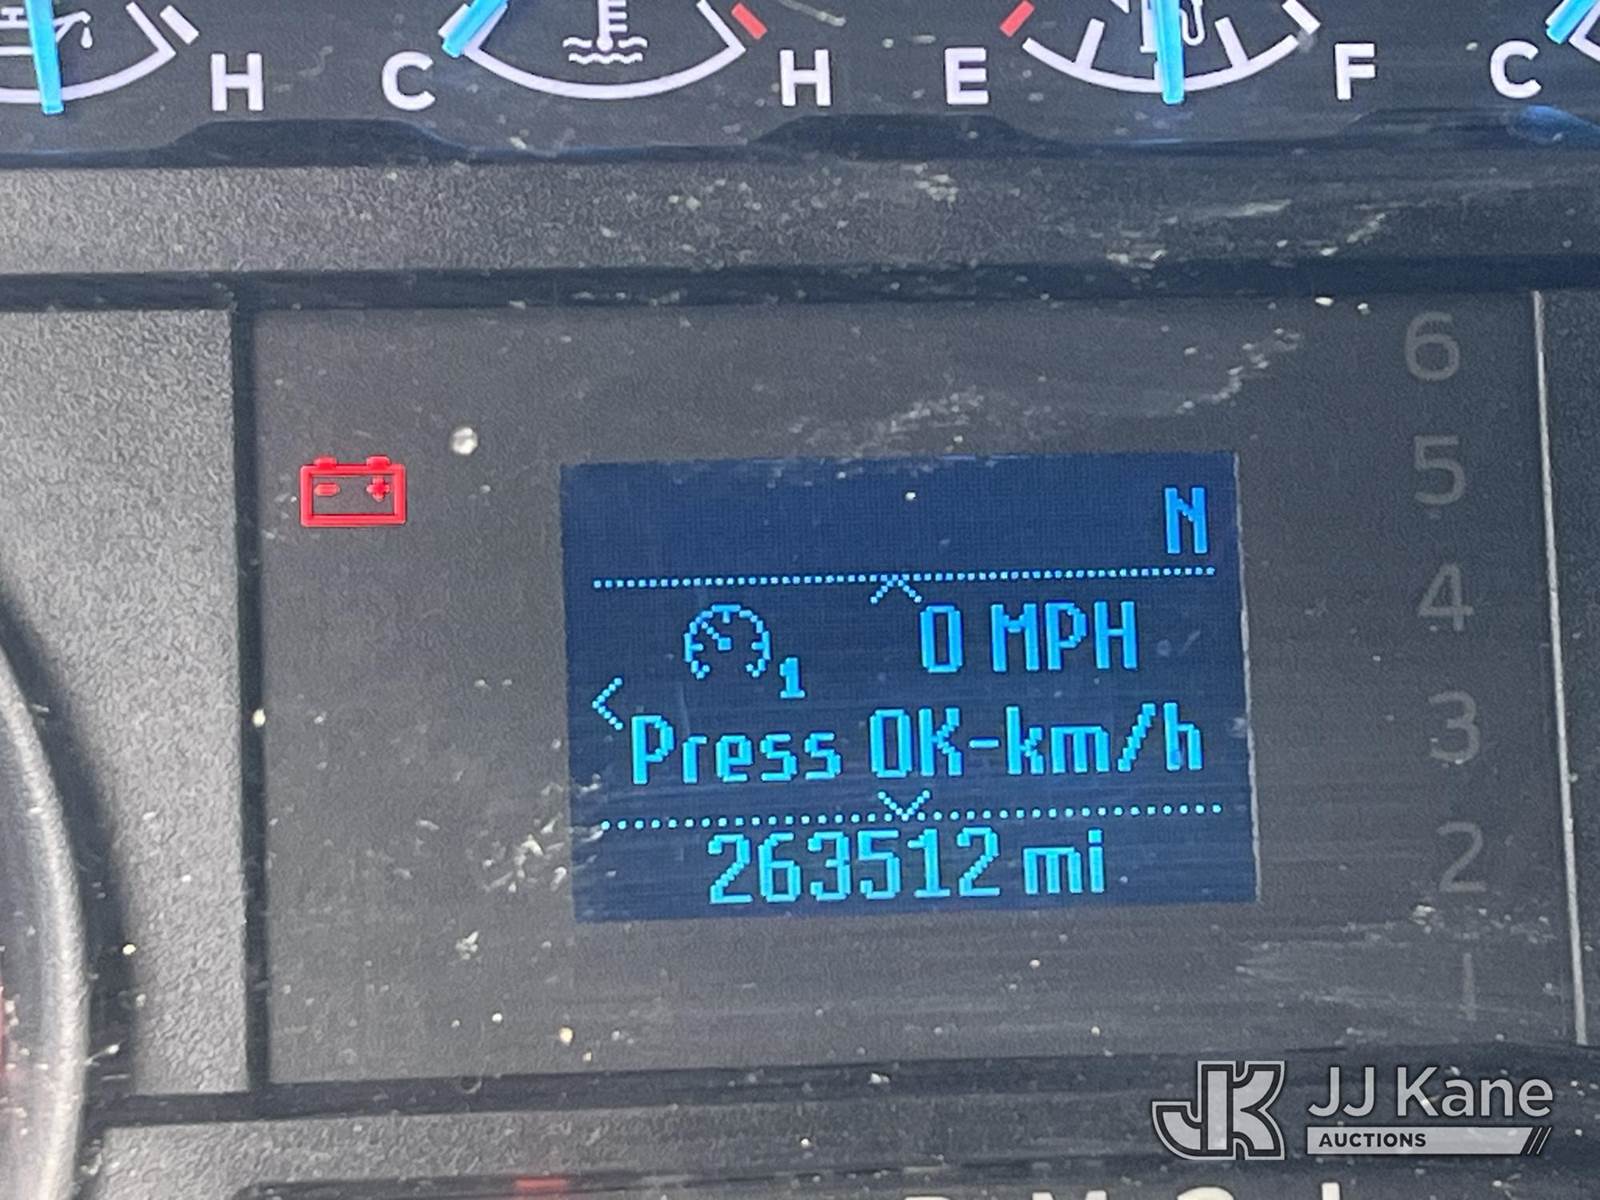 H C H E F C
6
5
4
3
2
1
N
0 MPH
1
Press OK-km/h
263512 mi
JJ Kane
AUCTIONS